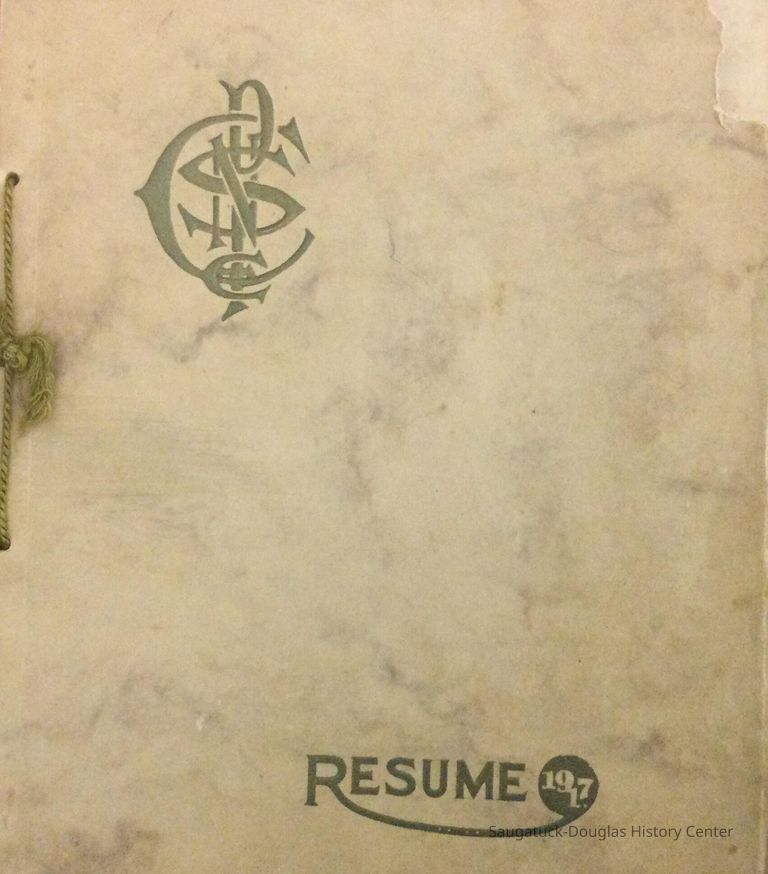 RESUME 1917
Saugatuck-Douglas History Center